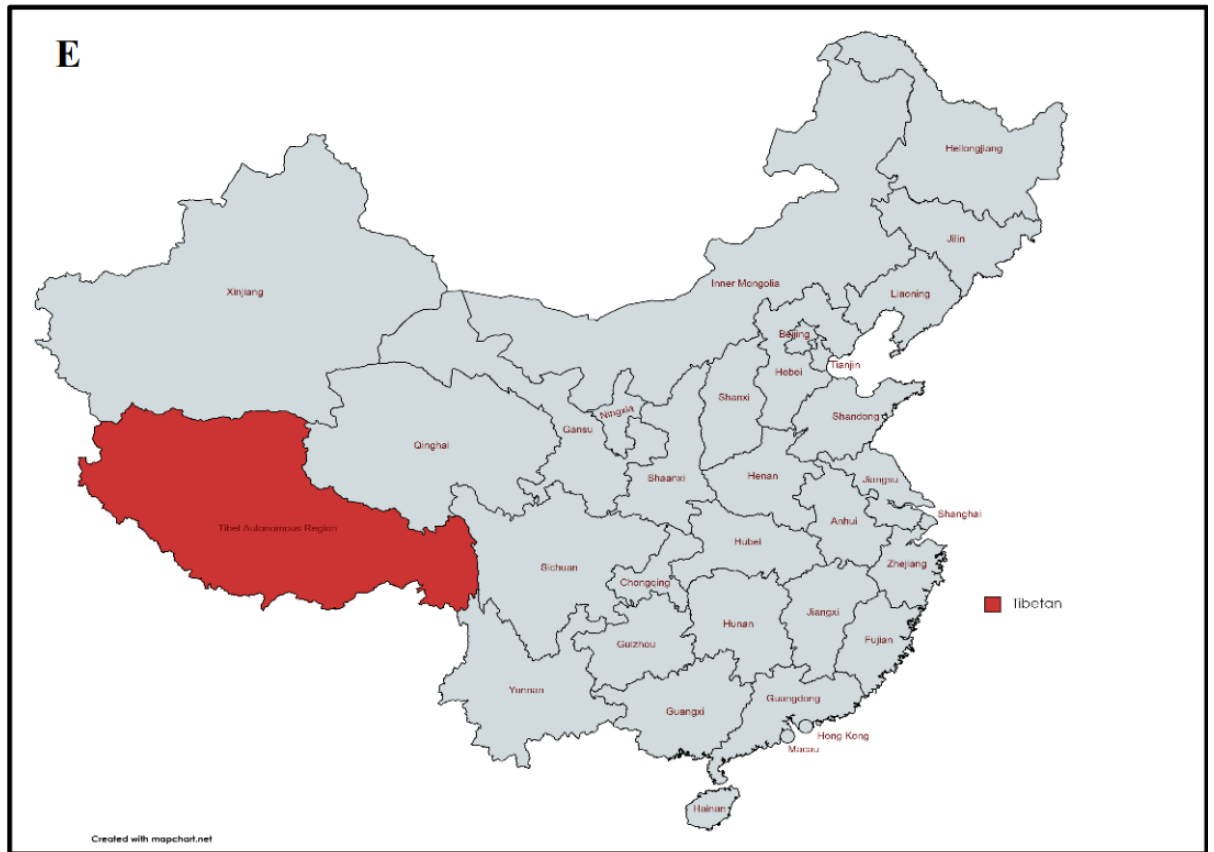 E
Heilongjiang
Jilin
Inner Mongolia
Liaoning
Xinjiang
Beijing
Tianjin
Hebei
Shanxi
Ningxia
Shandong
Gansu
Qinghai
Shaanxi
Henan
Jiangsu
Shanghai
Anhui
Tibet Autonomous Region
Hubei
Zhejiang
Sichuan
Chongqing
Tibetan
Jiangxi
Hunan
Fujian
Guizhou
Yunnan
Guangdong
Guangxi
Hong Kong
Macau
Hainan
Created with mapchart.net